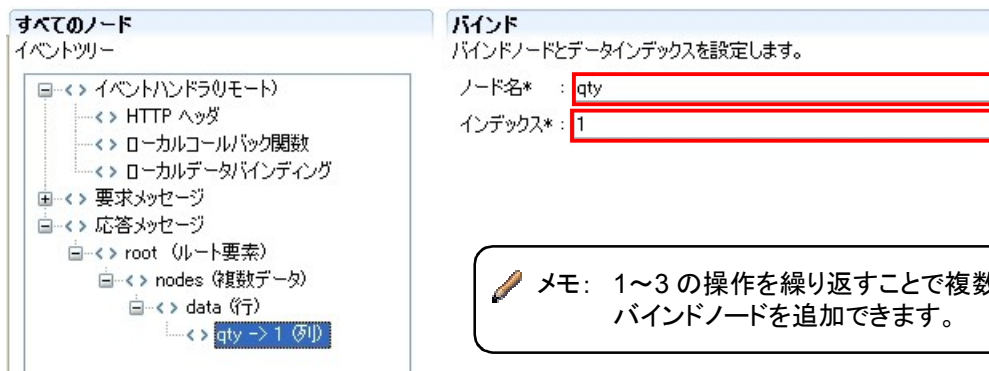 すべてのノード
イベントツリー
イベントハンドラ(リモート)
HTTP ヘッダ
ローカルコールバック関数
ローカルデータバインディング
要求メッセージ
応答メッセージ
root (ルート要素)
nodes (複数データ)
data (行)
qty -> 1 (列)
バインド
バインドノードとデータインデックスを設定します。
ノード名* : qty
インデックス* : 1
メモ: 1~3 の操作を繰り返すことで複数
バインドノードを追加できます。